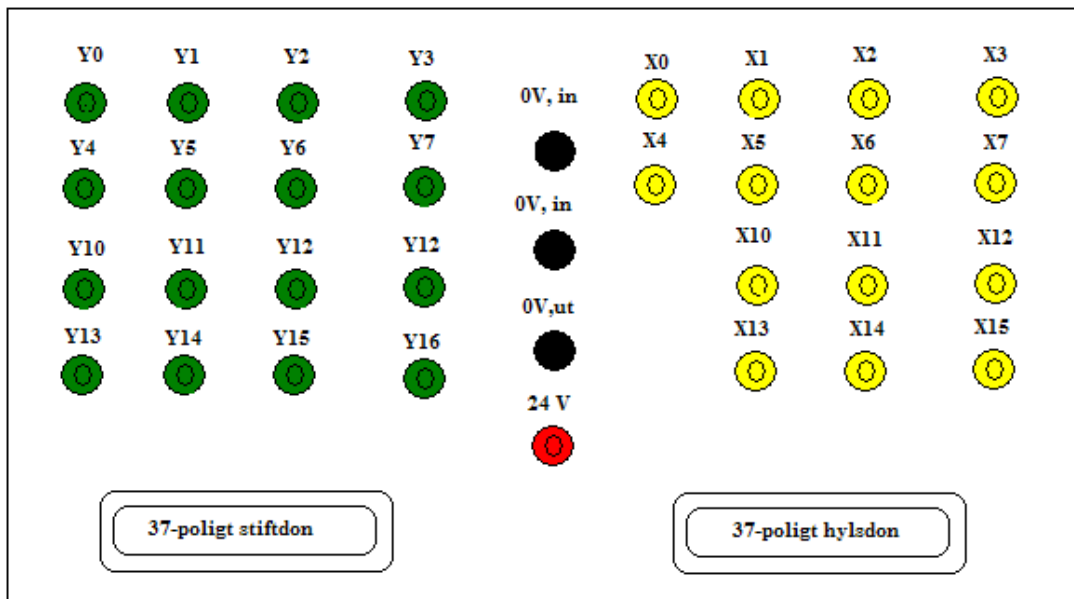 Y0 Y1 Y2 Y3
0V, in
X0 X1 X2 X3
Y4 Y5 Y6 Y7
X4 X5 X6 X7
0V, in
Y10 Y11 Y12 Y12
X10 X11 X12
0V,ut
Y13 Y14 Y15 Y16
X13 X14 X15
24 V
37-poligt stiftdon
37-poligt hylsdon